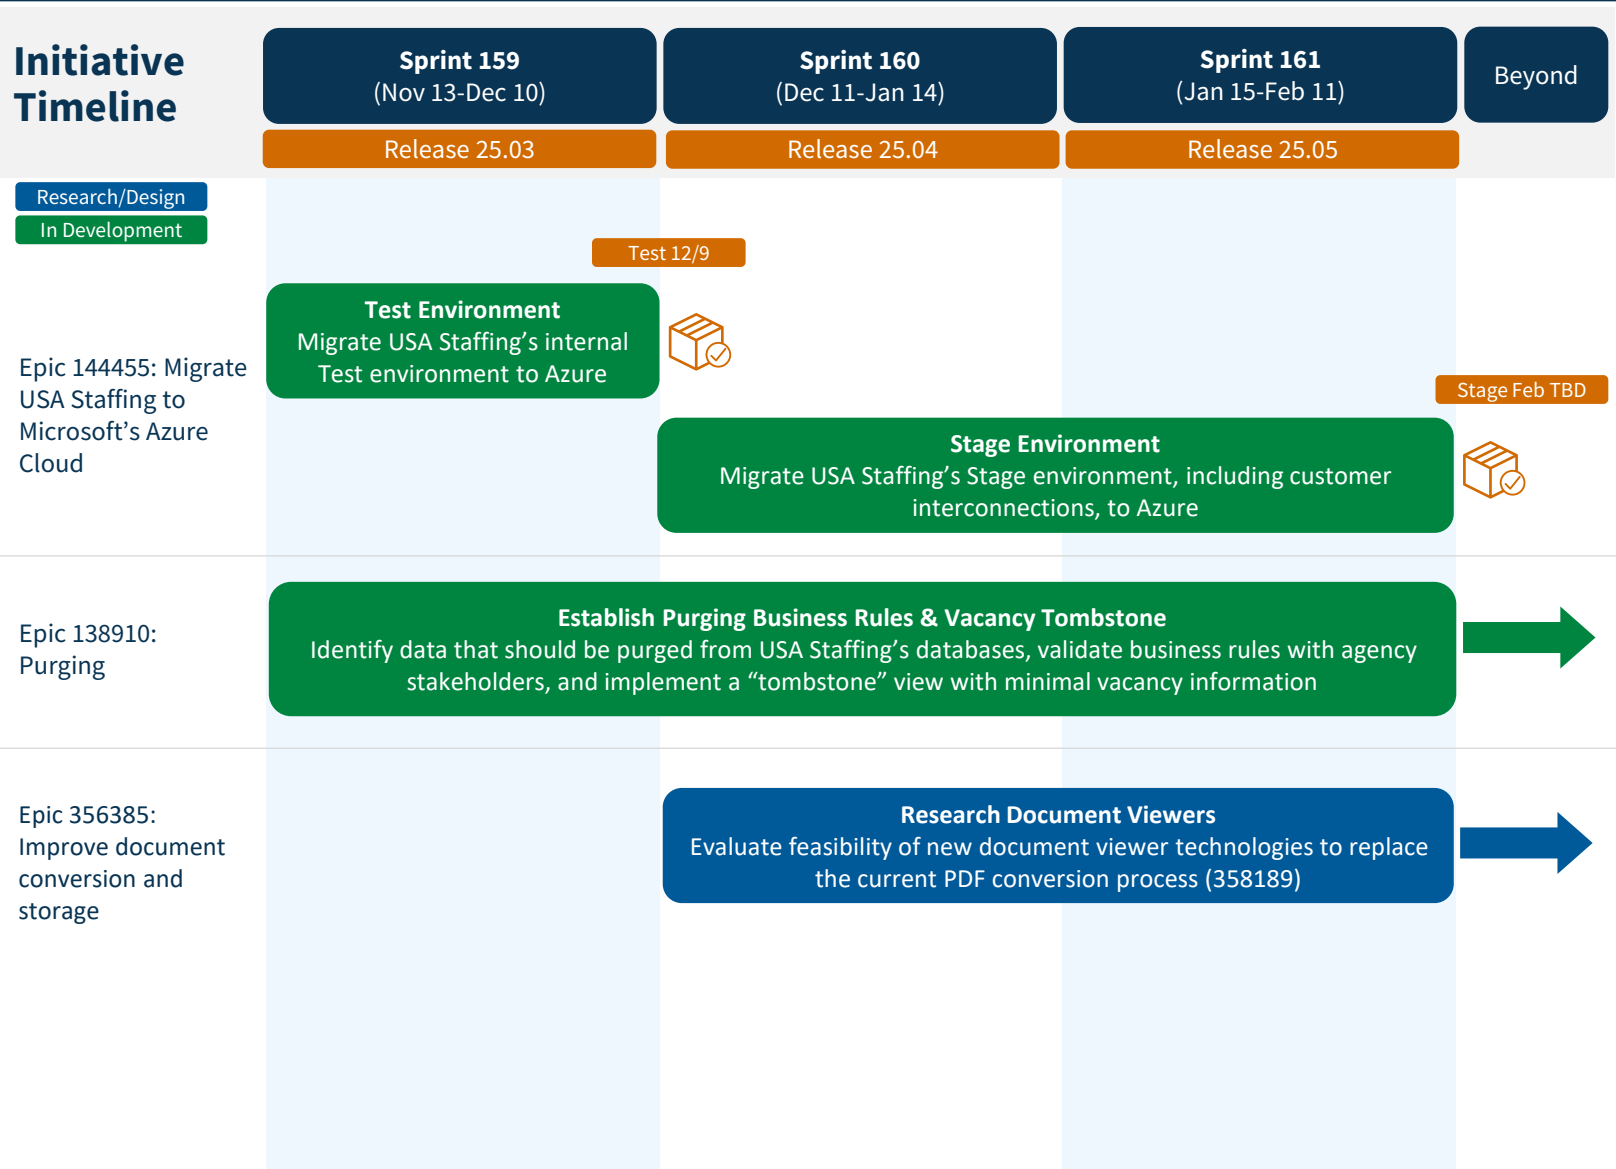 Initiative
Timeline
Sprint 159
(Nov 13-Dec 10)
Sprint 160
(Dec 11-Jan 14)
Sprint 161
(Jan 15-Feb 11)
Beyond
Release 25.03
Release 25.04
Release 25.05
Research/Design
In Development
Test 12/9
Epic 144455: Migrate
USA Staffing to
Microsoft’s Azure
Cloud
Test Environment
Migrate USA Staffing’s internal
Test environment to Azure
Stage Feb TBD
Stage Environment
Migrate USA Staffing’s Stage environment, including customer
interconnections, to Azure
Epic 138910:
Purging
Establish Purging Business Rules & Vacancy Tombstone
Identify data that should be purged from USA Staffing’s databases, validate business rules with agency
stakeholders, and implement a “tombstone” view with minimal vacancy information
Epic 356385:
Improve document
conversion and
storage
Research Document Viewers
Evaluate feasibility of new document viewer technologies to replace
the current PDF conversion process (358189)